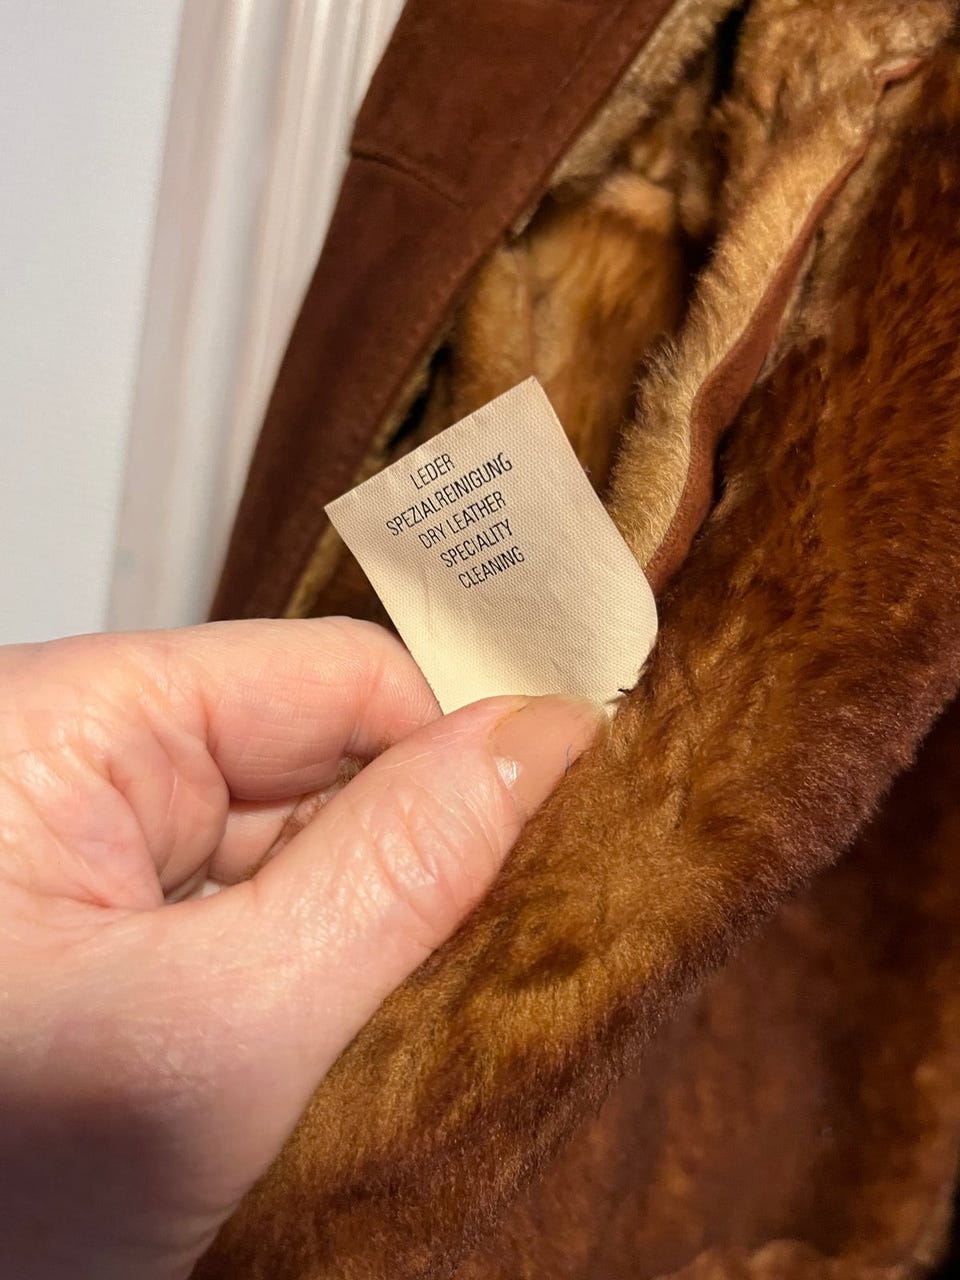 LEDER
SPEZIALREINIGUNG
DRY LEATHER
SPECIALITY
CLEANING